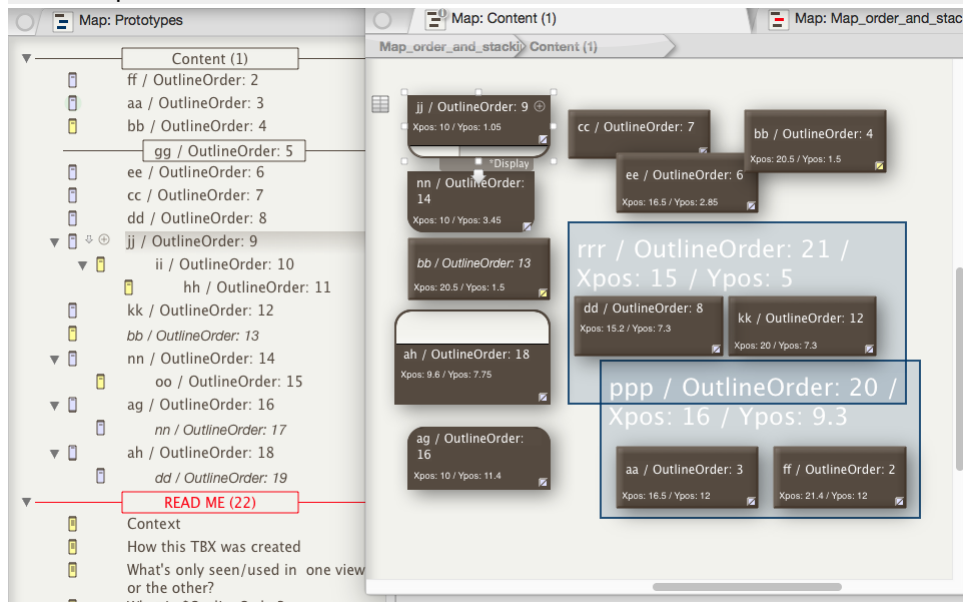 Map: Prototypes
Content (1)
ff / OutlineOrder: 2
aa / OutlineOrder: 3
bb / OutlineOrder: 4
gg / OutlineOrder: 5
ee / OutlineOrder: 6
cc / OutlineOrder: 7
dd / OutlineOrder: 8
jj / OutlineOrder: 9
ii / OutlineOrder: 10
hh / OutlineOrder: 11
kk / OutlineOrder: 12
bb / OutlineOrder: 13
nn / OutlineOrder: 14
oo / OutlineOrder: 15
ag / OutlineOrder: 16
nn / OutlineOrder: 17
ah / OutlineOrder: 18
dd / OutlineOrder: 19
READ ME (22)
Context
How this TBX was created
What's only seen/used in one view
or the other?
Map: Content (1)
Map: Map_order_and_stac
Map_order_and_stacki
Content (1)
jj / OutlineOrder: 9
Xpos: 10 / Ypos: 1.05
*Display
nn / OutlineOrder:
14
Xpos: 10 / Ypos: 3.45
bb / OutlineOrder: 13
Xpos: 20.5 / Ypos: 1.5
ah / OutlineOrder: 18
Xpos: 9.6 / Ypos: 7.75
ag / OutlineOrder:
16
Xpos: 10 / Ypos: 11.4
cc / OutlineOrder: 7
bb / OutlineOrder: 4
Xpos: 20.5 / Ypos: 1.5
ee / OutlineOrder: 6
Xpos: 16.5 / Ypos: 2.85
rrr / OutlineOrder: 21 /
Xpos: 15 / Ypos: 5
dd / OutlineOrder: 8
Xpos: 15.2 / Ypos: 7.3
kk / OutlineOrder: 12
Xpos: 20 / Ypos: 7.3
ppp / OutlineOrder: 20 /
Xpos: 16 / Ypos: 9.3
aa / OutlineOrder: 3
Xpos: 16.5 / Ypos: 12
ff / OutlineOrder: 2
Xpos: 21.4 / Ypos: 12